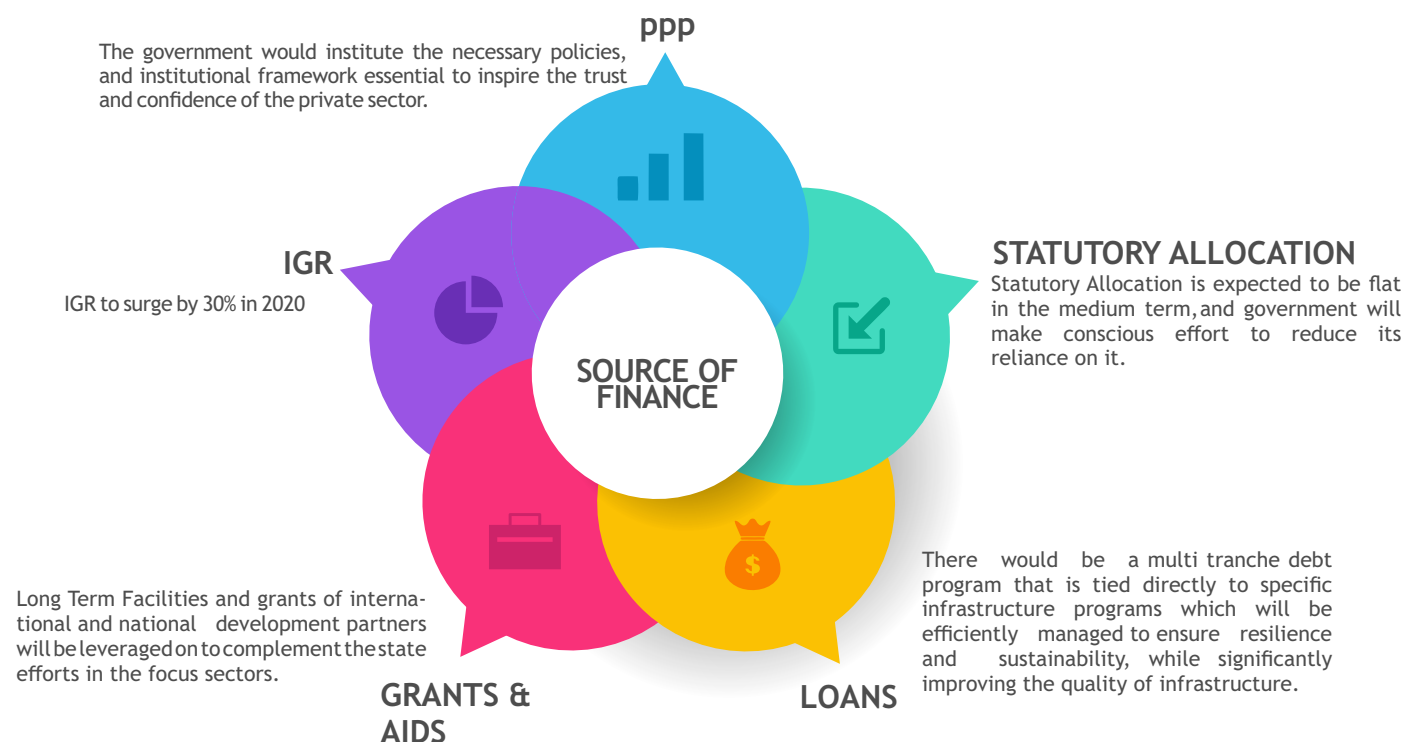 ppp
The government would institute the necessary policies,
and institutional framework essential to inspire the trust
and confidence of the private sector.
IGR
IGR to surge by 30% in 2020
STATUTORY ALLOCATION
Statutory Allocation is expected to be flat
in the medium term, and government will
make conscious effort to reduce its
reliance on it.
SOURCE OF
FINANCE
$
Long Term Facilities and grants of interna-
tional and national development partners
will be leveraged on to complement the state
efforts in the focus sectors.
GRANTS &
AIDS
There would be a multi tranche debt
program that is tied directly to specific
infrastructure programs which will be
efficiently managed to ensure resilience
and sustainability, while significantly
improving the quality of infrastructure.
LOANS